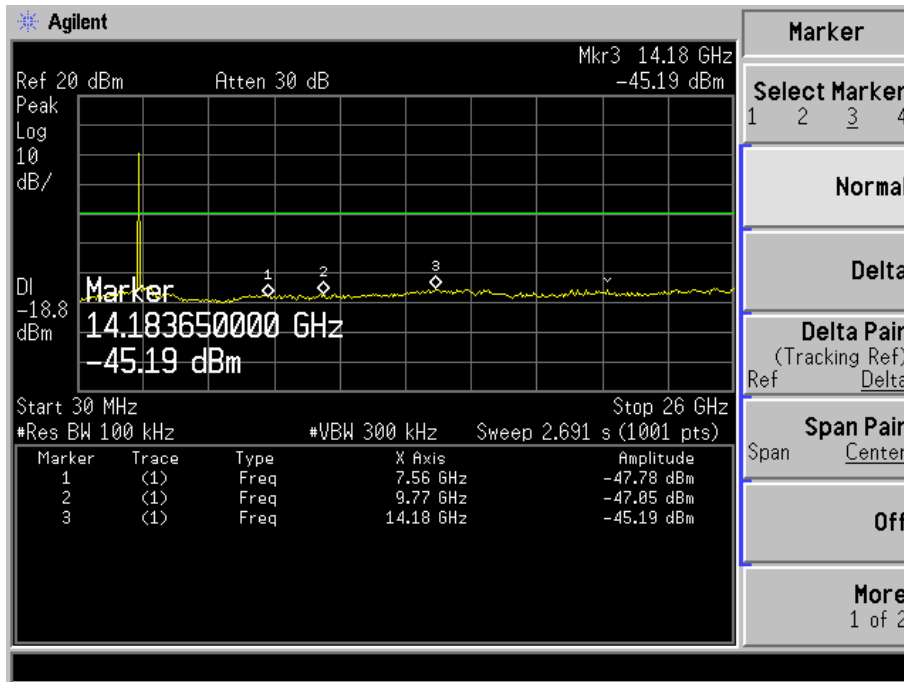 Agilent
Mkr3 14.18 GHz
Ref 20 dBm Atten 30 dB -45.19 dBm
Peak
Log
10
dB/
1 2 3
DI
-18.8
dBm
Marker
14.183650000 GHz
-45.19 dBm
Start 30 MHz Stop 26 GHz
#Res BW 100 kHz #VBW 300 kHz Sweep 2.691 s (1001 pts)
Marker Trace Type X Axis Amplitude
1 (1) Freq 7.56 GHz -47.78 dBm
2 (1) Freq 9.77 GHz -47.05 dBm
3 (1) Freq 14.18 GHz -45.19 dBm
Marker
Select Marker
1 2 3 4
Normal
Delta
Delta Pair
(Tracking Ref)
Ref Delta
Span Pair
Span Center
Off
More
1 of 2